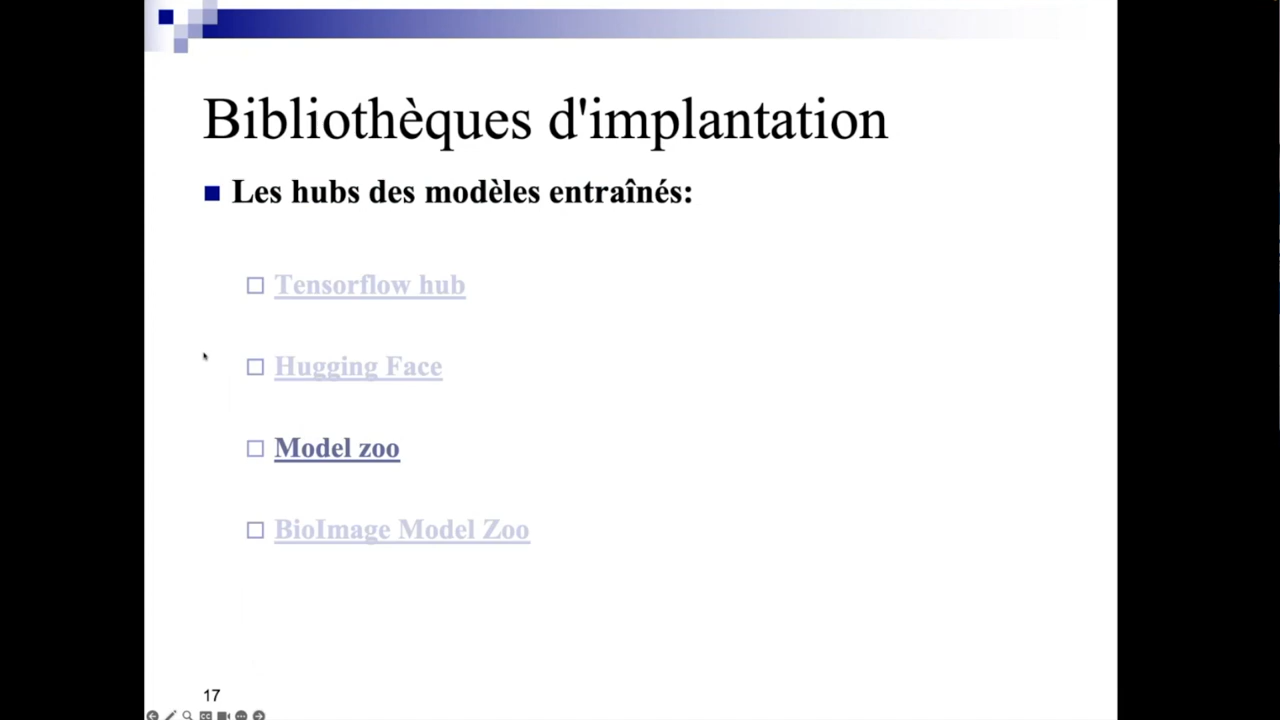 Bibliothèques d'implantation
Les hubs des modèles entraînés:
Tensorflow hub
Hugging Face
Model zoo
BioImage Model Zoo
17